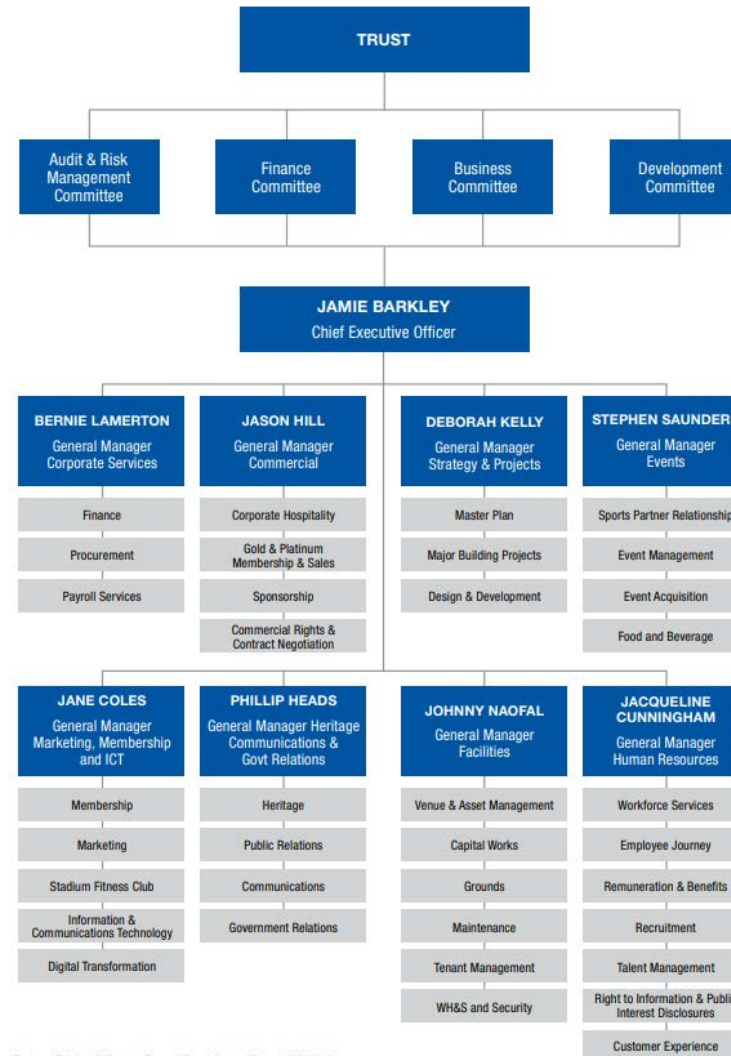 TRUST
Audit & Risk
Management
Committee
Finance
Committee
Business
Committee
Development
Committee
JAMIE BARKLEY
Chief Executive Officer
BERNIE LAMERTON
General Manager
Corporate Services
Finance
Procurement
Payroll Services
JASON HILL
General Manager
Commercial
Corporate Hospitality
Gold & Platinum
Membership & Sales
Sponsorship
Commercial Rights &
Contract Negotiation
DEBORAH KELLY
General Manager
Strategy & Projects
Master Plan
Major Building Projects
Design & Development
STEPHEN SAUNDER
General Manager
Events
Sports Partner Relationship
Event Management
Event Acquisition
Food and Beverage
JANE COLES
General Manager
Marketing, Membership
and ICT
Membership
Marketing
Stadium Fitness Club
Information &
Communications Technology
Digital Transformation
PHILLIP HEADS
General Manager Heritage
Communications &
Govt Relations
Heritage
Public Relations
Communications
Government Relations
JOHNNY NAOFAL
General Manager
Facilities
Venue & Asset Management
Capital Works
Grounds
Maintenance
Tenant Management
WH&S and Security
JACQUELINE
CUNNINGHAM
General Manager
Human Resources
Workforce Services
Employee Journey
Remuneration & Benefits
Recruitment
Talent Management
Right to Information & Public
Interest Disclosures
Customer Experience